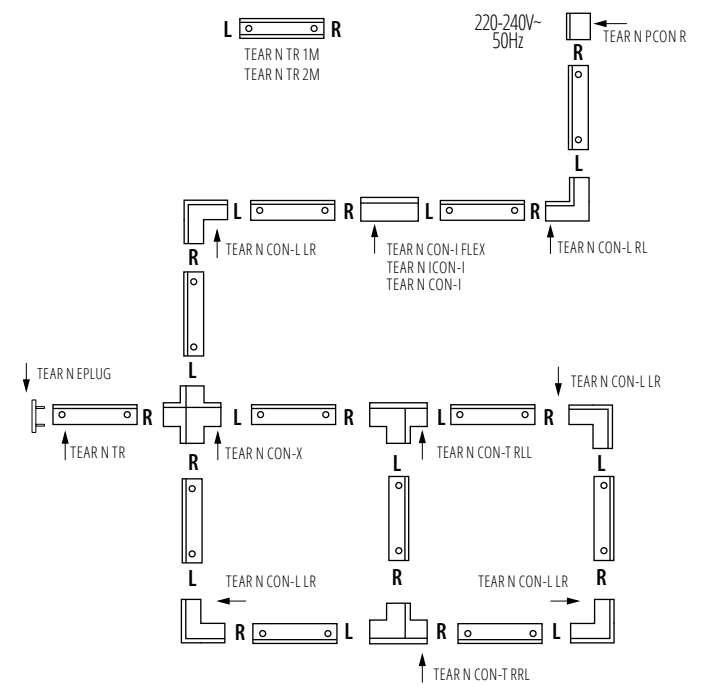 220-240V~
50Hz
TEAR N PCON R
L R
TEAR N TR 1M
TEAR N TR 2M
R
L
L R L R
TEAR N CON-L LR
TEAR N CON-I FLEX
TEAR N ICON-I
TEAR N CON-I
TEAR N CON-L RL
R
L
TEAR N EPLUG
TEAR N CON-L LR
R L R L R
TEAR N TR
TEAR N CON-X
TEAR N CON-T RLL
R L L
L R R
TEAR N CON-L LR
TEAR N CON-L LR
R L R L
TEAR N CON-T RRL